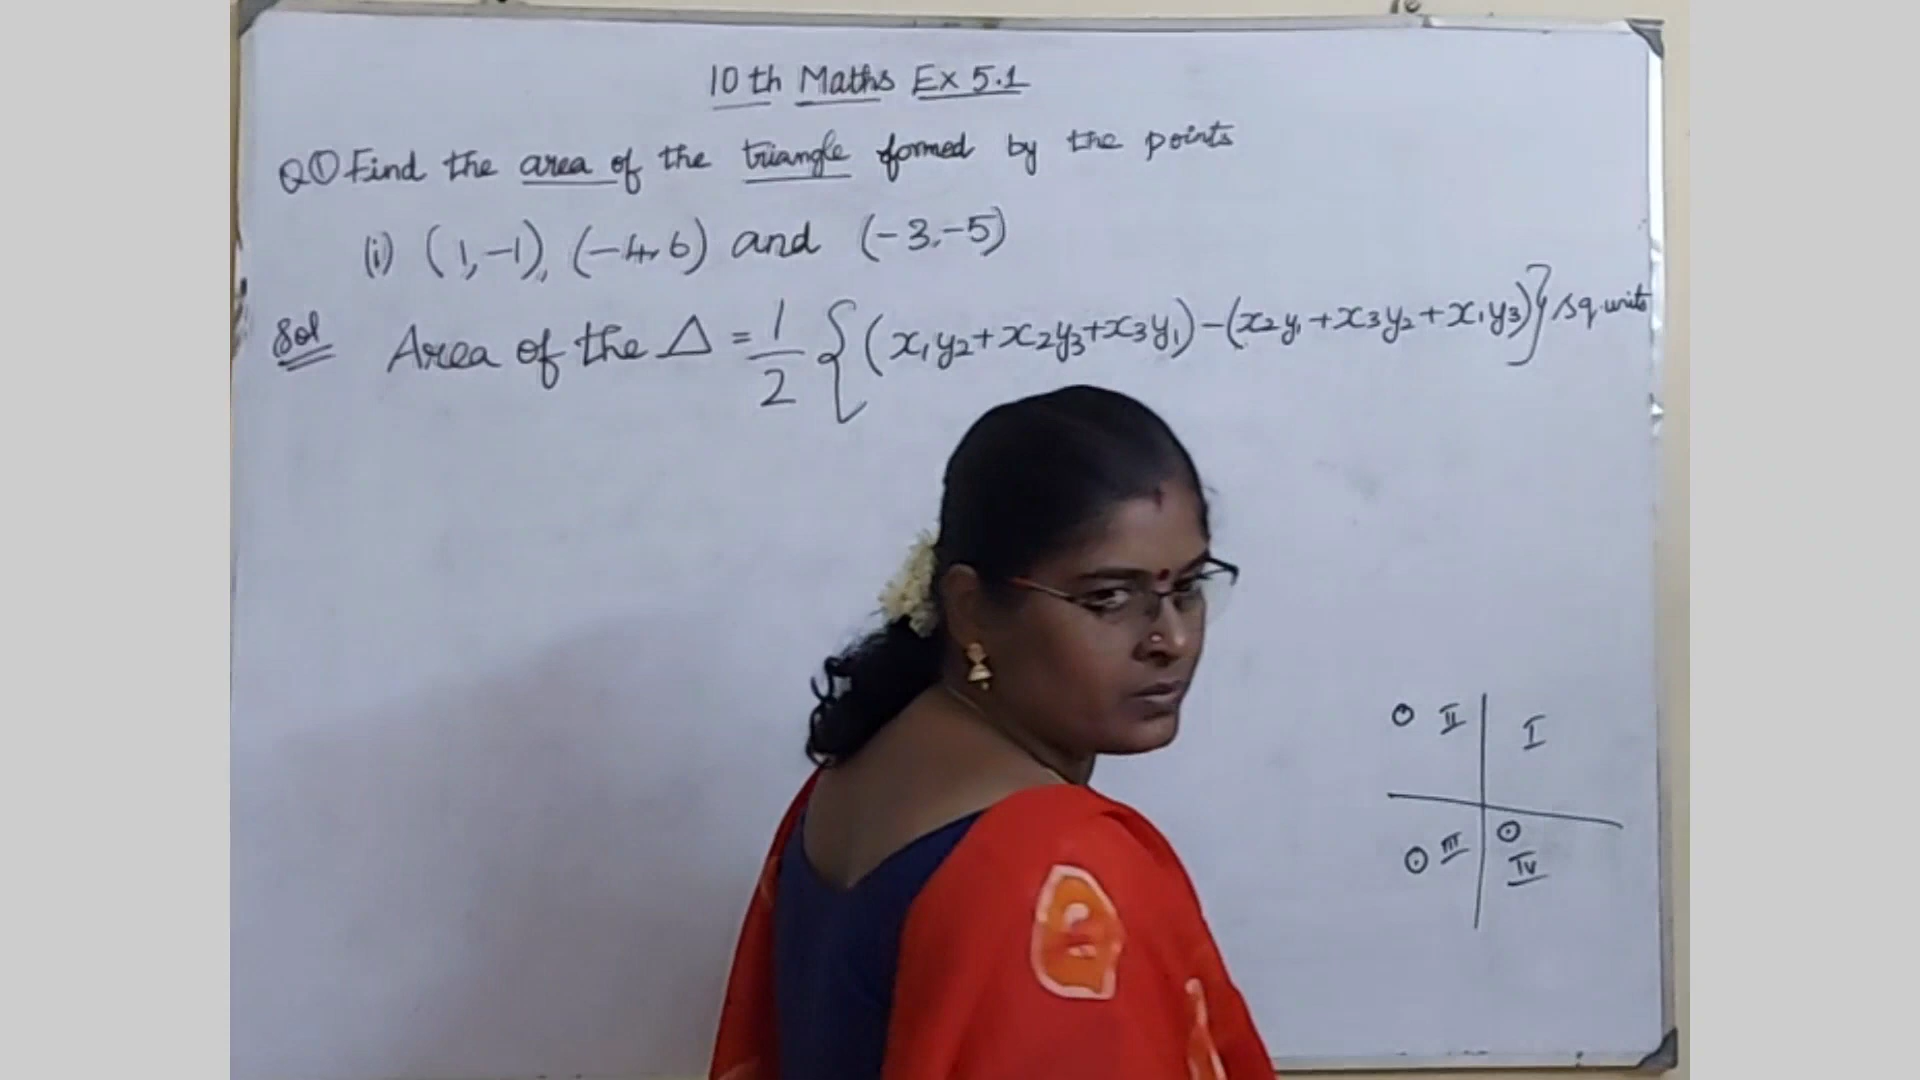 10th Maths Ex 5.1
Q① Find the area of the triangle formed by the points
(i) (1,-1), (-4,6) and (-3,-5)
Sol Area of the Δ = 1/2 {(x₁y₂+x₂y₃+x₃y₁)-(x₂y₁+x₃y₂+x₁y₃)} sq.units
II I
III IV